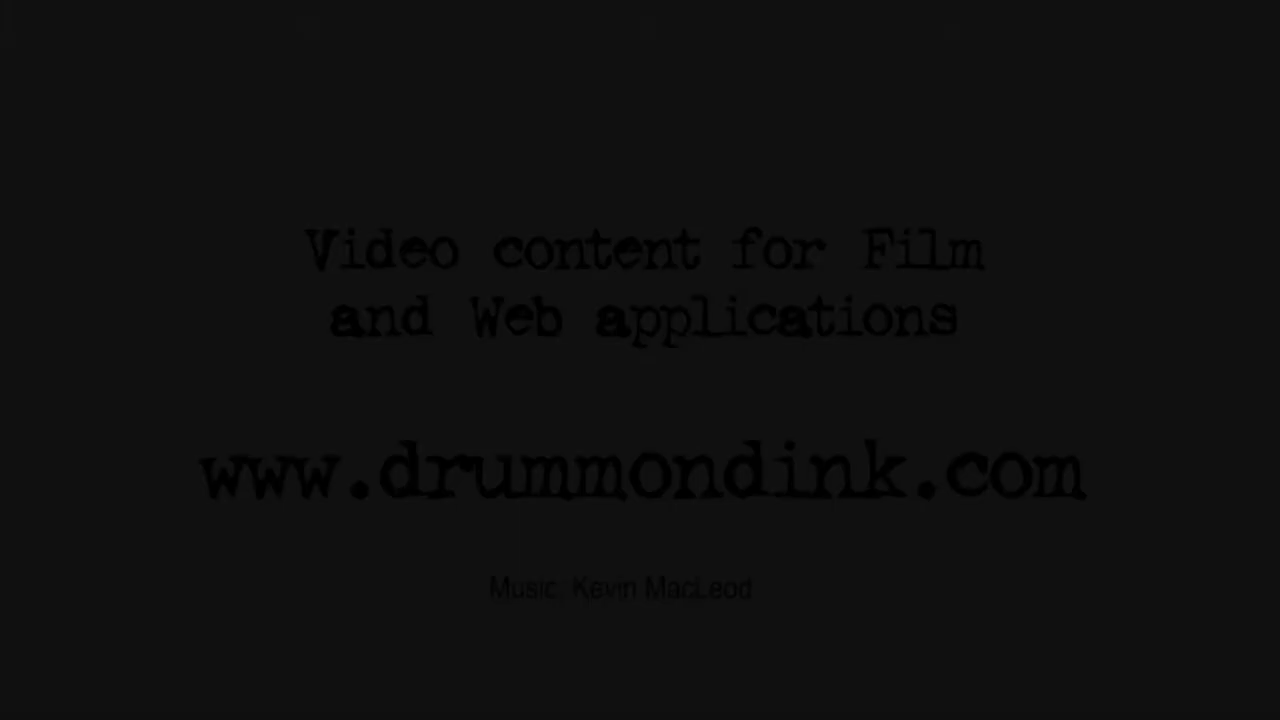 Video content for Film
and Web applications
www.drummondink.com
Music: Kevin MacLeod